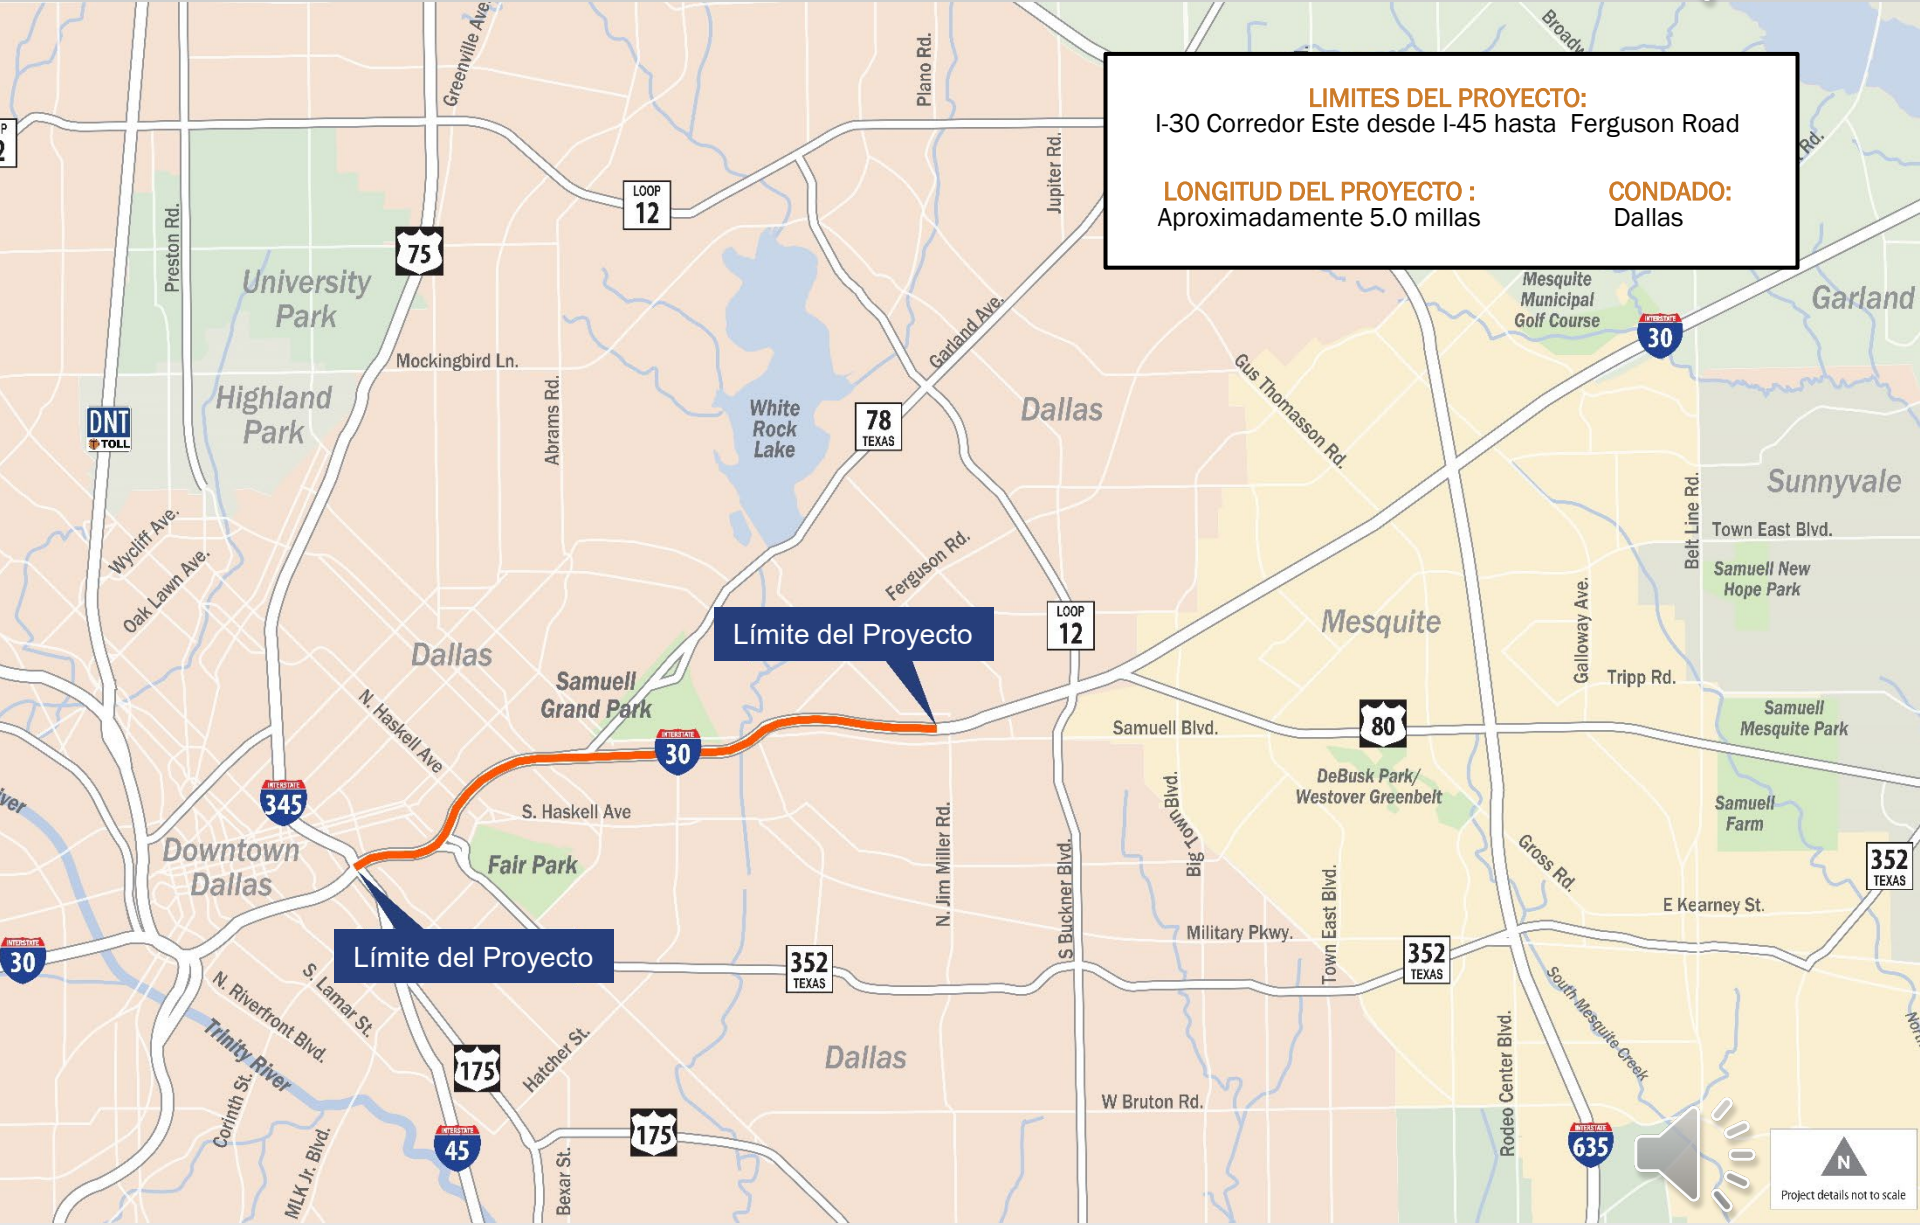 LIMITES DEL PROYECTO:
I-30 Corredor Este desde I-45 hasta Ferguson Road
LONGITUD DEL PROYECTO :
CONDADO:
Aproximadamente 5.0 millas
Dallas
Greenville Ave.
Plano Rd.
Jupiter Rd.
Preston Rd.
LOOP
12
75
University
Park
Mesquite
Municipal
Golf Course
Garland
INTERSTATE
30
Mockingbird Ln.
Garland Ave.
Gus Thomasson Rd.
Highland
Park
Abrams Rd.
White
Rock
Lake
78
TEXAS
Dallas
DNT
TOLL
Sunnyvale
Belt Line Rd.
Town East Blvd.
Wycliff Ave.
Oak Lawn Ave.
Ferguson Rd.
Samuell New
Hope Park
LOOP
12
Límite del Proyecto
Mesquite
Galloway Ave.
Dallas
Samuell
Grand Park
Tripp Rd.
N. Haskell Ave
Samuell Blvd.
80
Samuell
Mesquite Park
INTERSTATE
30
INTERSTATE
345
S. Haskell Ave
DeBusk Park/
Westover Greenbelt
Big Town Blvd.
Samuell
Farm
Downtown
Dallas
Fair Park
N. Jim Miller Rd.
S Buckner Blvd.
Town East Blvd.
Gross Rd.
352
TEXAS
E Kearney St.
Military Pkwy.
Límite del Proyecto
INTERSTATE
30
352
TEXAS
352
TEXAS
N. Riverfront Blvd.
S. Lamar St.
Trinity River
South Mesquite Creek
Hatcher St.
175
Dallas
Corinth St.
W Bruton Rd.
Rodeo Center Blvd.
175
INTERSTATE
45
INTERSTATE
635
MLK Jr. Blvd.
Bexar St.
N
Project details not to scale